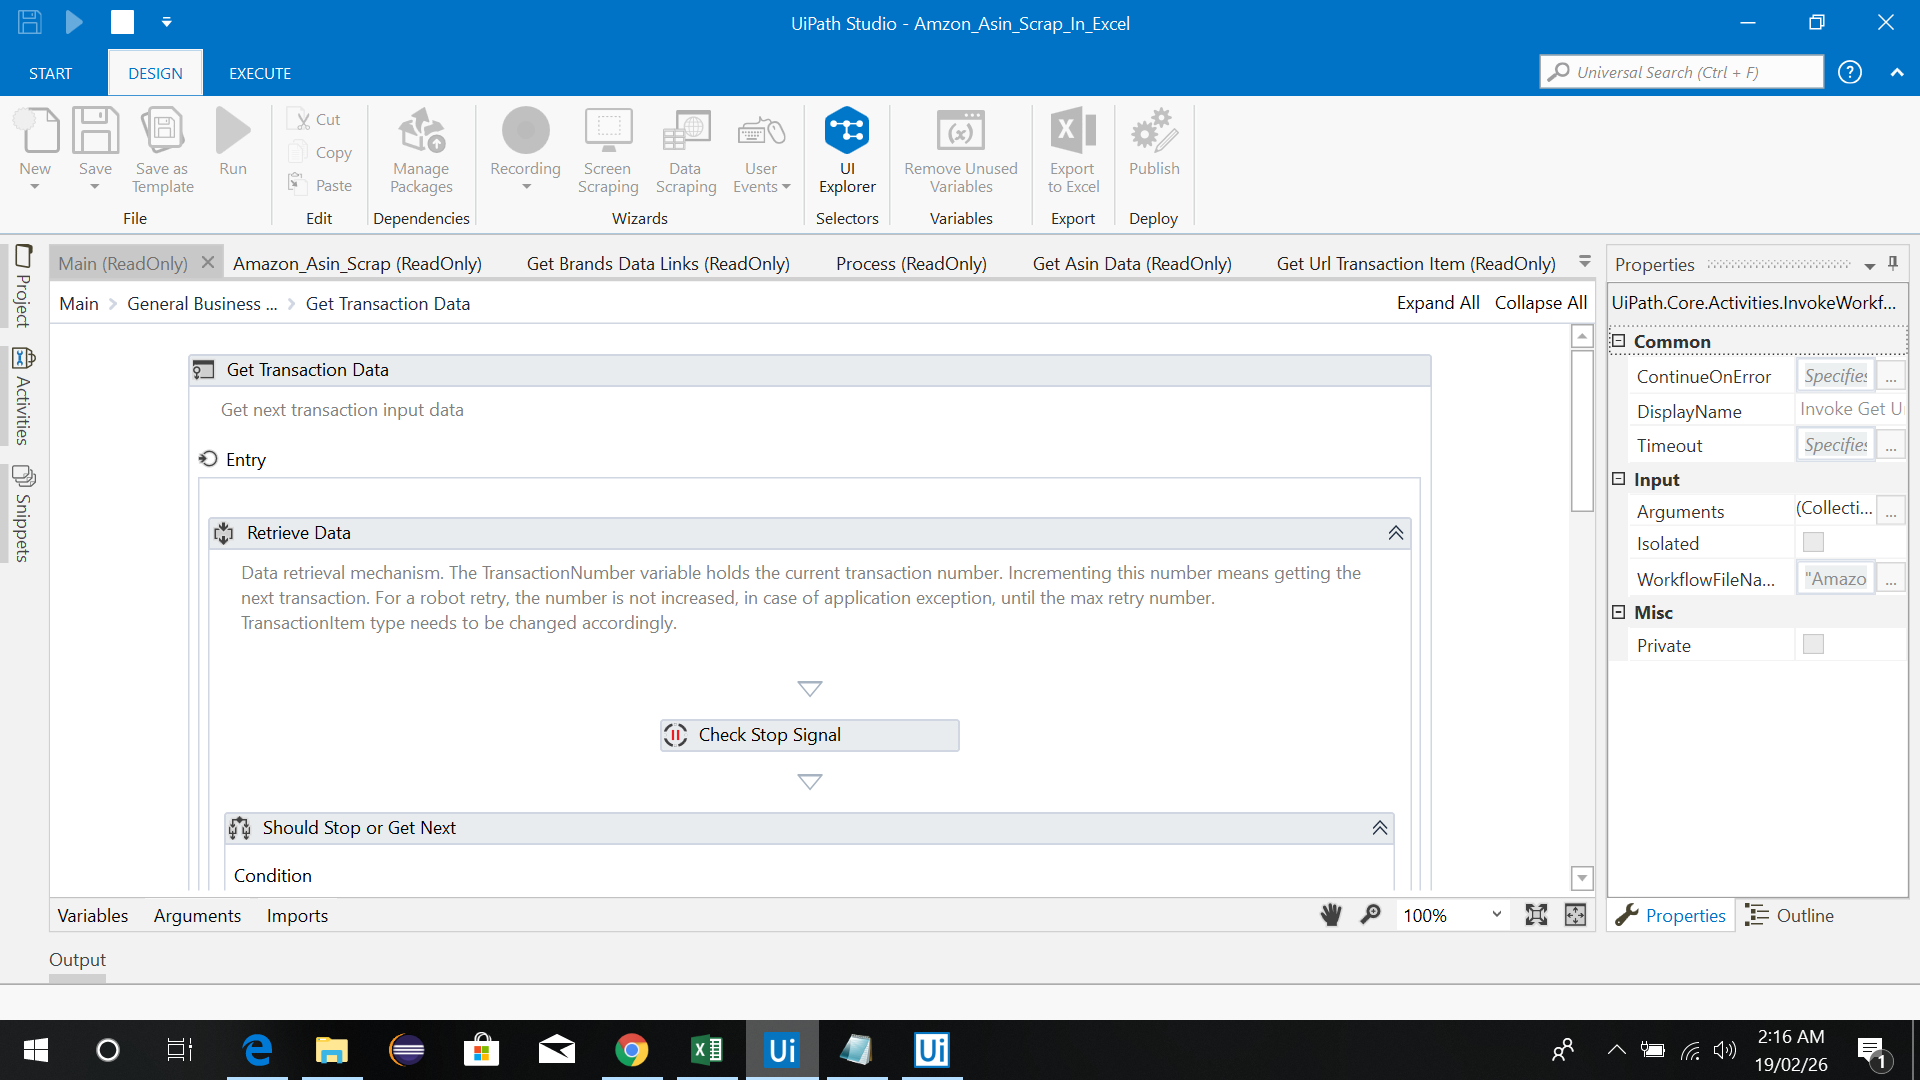 UiPath Studio - Amzon_Asin_Scrap_In_Excel
START
DESIGN
EXECUTE
Universal Search (Ctrl + F)
?
New
Save
Save as
Template
Run
File
Cut
Copy
Paste
Edit
Manage
Packages
Dependencies
Recording
Screen
Scraping
Data
Scraping
User
Events
Wizards
UI
Explorer
Selectors
Remove Unused
Variables
Variables
Export
to Excel
Export
Publish
Deploy
Project
Activities
Snippets
Main (ReadOnly)
Amazon_Asin_Scrap (ReadOnly)
Get Brands Data Links (ReadOnly)
Process (ReadOnly)
Get Asin Data (ReadOnly)
Get Url Transaction Item (ReadOnly)
Main > General Business ... > Get Transaction Data
Expand All
Collapse All
Get Transaction Data
Get next transaction input data
Entry
Retrieve Data
Data retrieval mechanism. The TransactionNumber variable holds the current transaction number. Incrementing this number means getting the
next transaction. For a robot retry, the number is not increased, in case of application exception, until the max retry number.
TransactionItem type needs to be changed accordingly.
Check Stop Signal
Should Stop or Get Next
Condition
Variables
Arguments
Imports
100%
Output
Properties
UiPath.Core.Activities.InvokeWorkf...
Common
ContinueOnError Specifies ...
DisplayName Invoke Get U
Timeout Specifies ...
Input
Arguments (Collecti... ...
Isolated
WorkflowFileNa... "Amazo ...
Misc
Private
Properties
Outline
Ui
Ui
2:16 AM
19/02/26
1